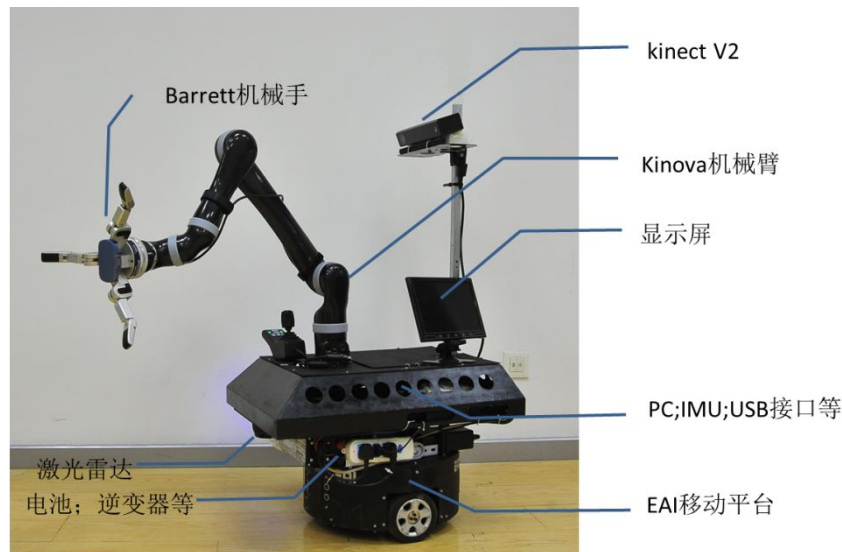 kinect V2
Barrett机械手
Kinova机械臂
显示屏
PC;IMU;USB接口等
激光雷达
电池；逆变器等
EAI移动平台